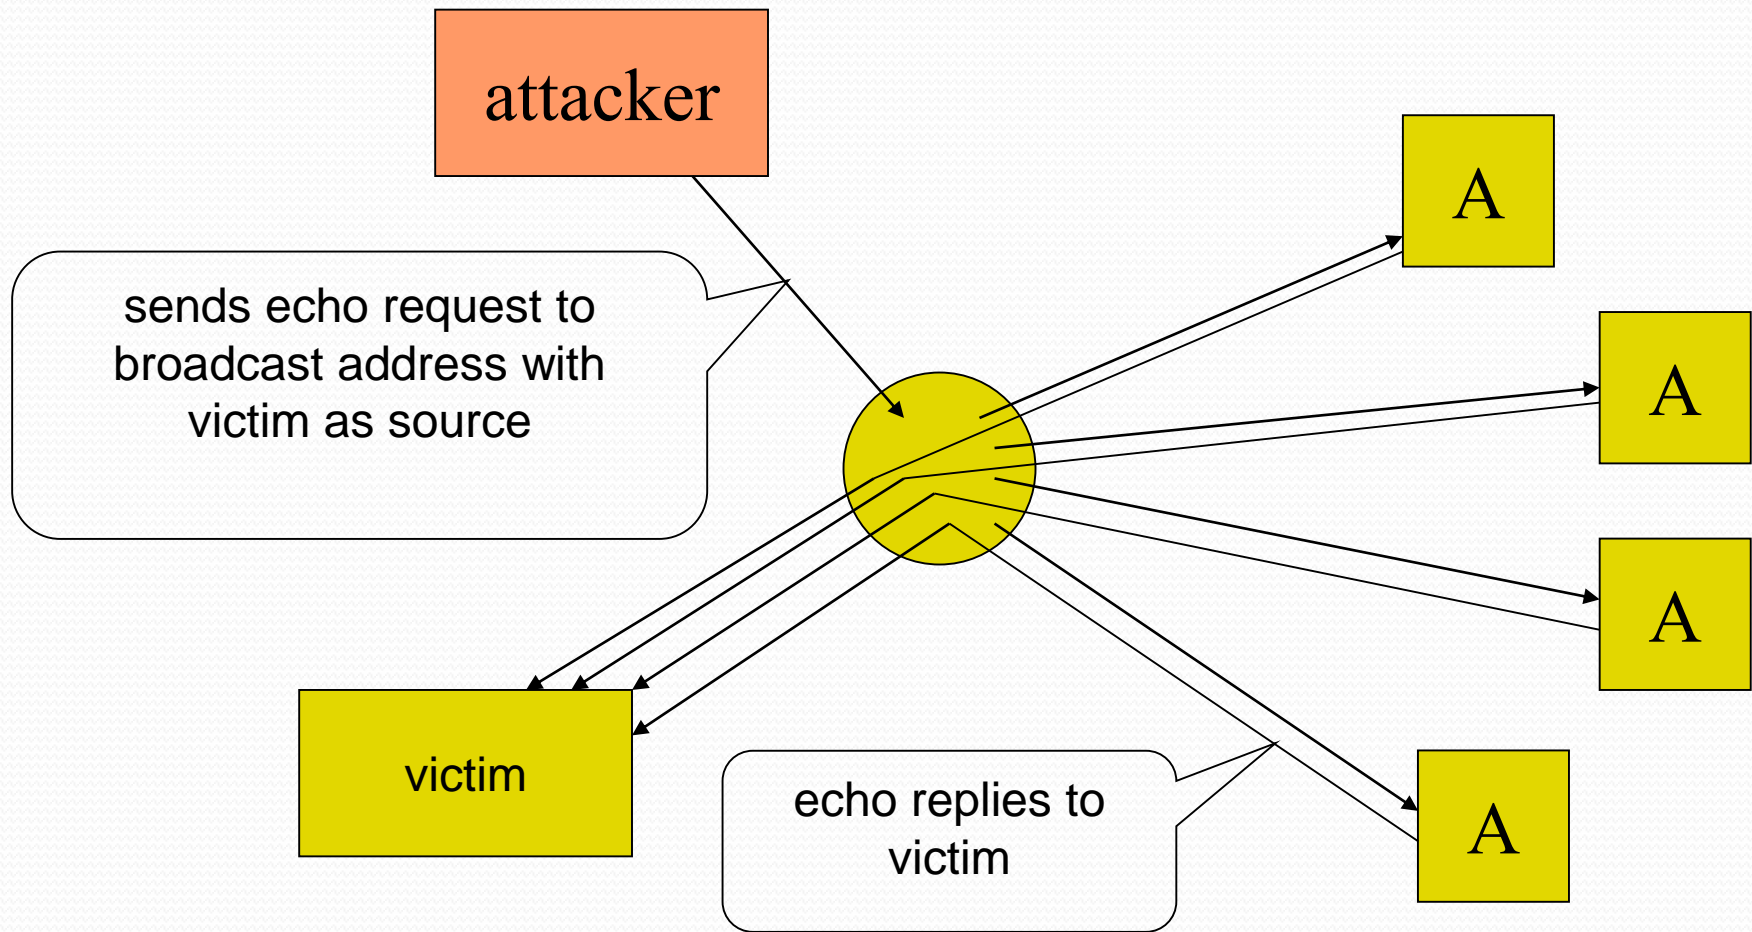 attacker
A
sends echo request to
broadcast address with
victim as source
A
A
victim
echo replies to
victim
A